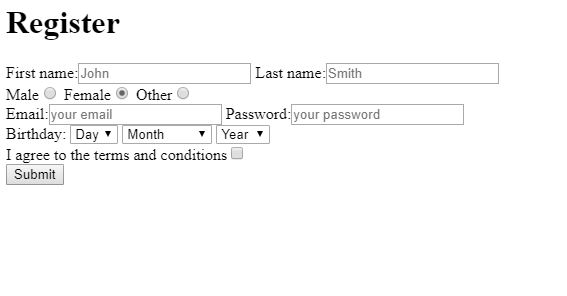 Register
First name: John Last name: Smith
Male Female Other
Email: your email Password: your password
Birthday: Day Month Year
I agree to the terms and conditions
Submit